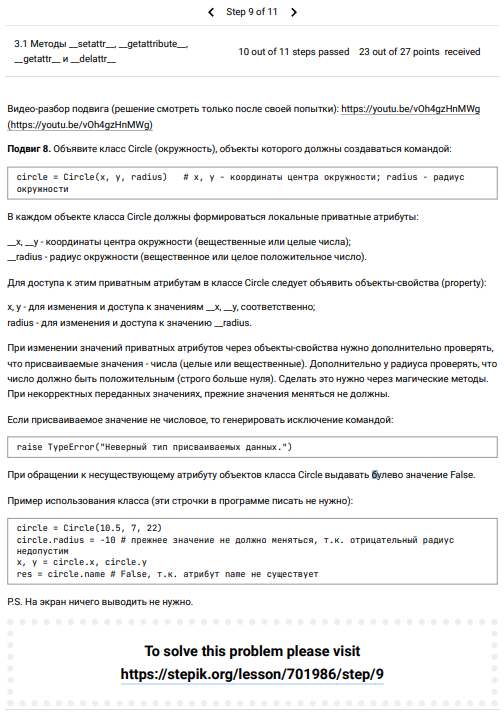 Step 9 of 11
3.1 Методы __setattr__, __getattribute__,
__getattr__ и __delattr__
10 out of 11 steps passed 23 out of 27 points received
Видео-разбор подвига (решение смотреть только после своей попытки): https://youtu.be/vOh4gzHnMWg
(https://youtu.be/vOh4gzHnMWg)
Подвиг 8. Объявите класс Circle (окружность), объекты которого должны создаваться командой:
circle = Circle(x, y, radius)   # x, y - координаты центра окружности; radius - радиус
окружности
В каждом объекте класса Circle должны формироваться локальные приватные атрибуты:
__x, __y - координаты центра окружности (вещественные или целые числа);
__radius - радиус окружности (вещественное или целое положительное число).
Для доступа к этим приватным атрибутам в классе Circle следует объявить объекты-свойства (property):
x, y - для изменения и доступа к значениям __x, __y, соответственно;
radius - для изменения и доступа к значению __radius.
При изменении значений приватных атрибутов через объекты-свойства нужно дополнительно проверять,
что присваиваемые значения - числа (целые или вещественные). Дополнительно у радиуса проверять, что
число должно быть положительным (строго больше нуля). Сделать это нужно через магические методы.
При некорректных переданных значениях, прежние значения меняться не должны.
Если присваиваемое значение не числовое, то генерировать исключение командой:
raise TypeError("Неверный тип присваиваемых данных.")
При обращении к несуществующему атрибуту объектов класса Circle выдавать булево значение False.
Пример использования класса (эти строчки в программе писать не нужно):
circle = Circle(10.5, 7, 22)
circle.radius = -10 # прежнее значение не должно меняться, т.к. отрицательный радиус
недопустим
x, y = circle.x, circle.y
res = circle.name # False, т.к. атрибут name не существует
P.S. На экран ничего выводить не нужно.
To solve this problem please visit
https://stepik.org/lesson/701986/step/9